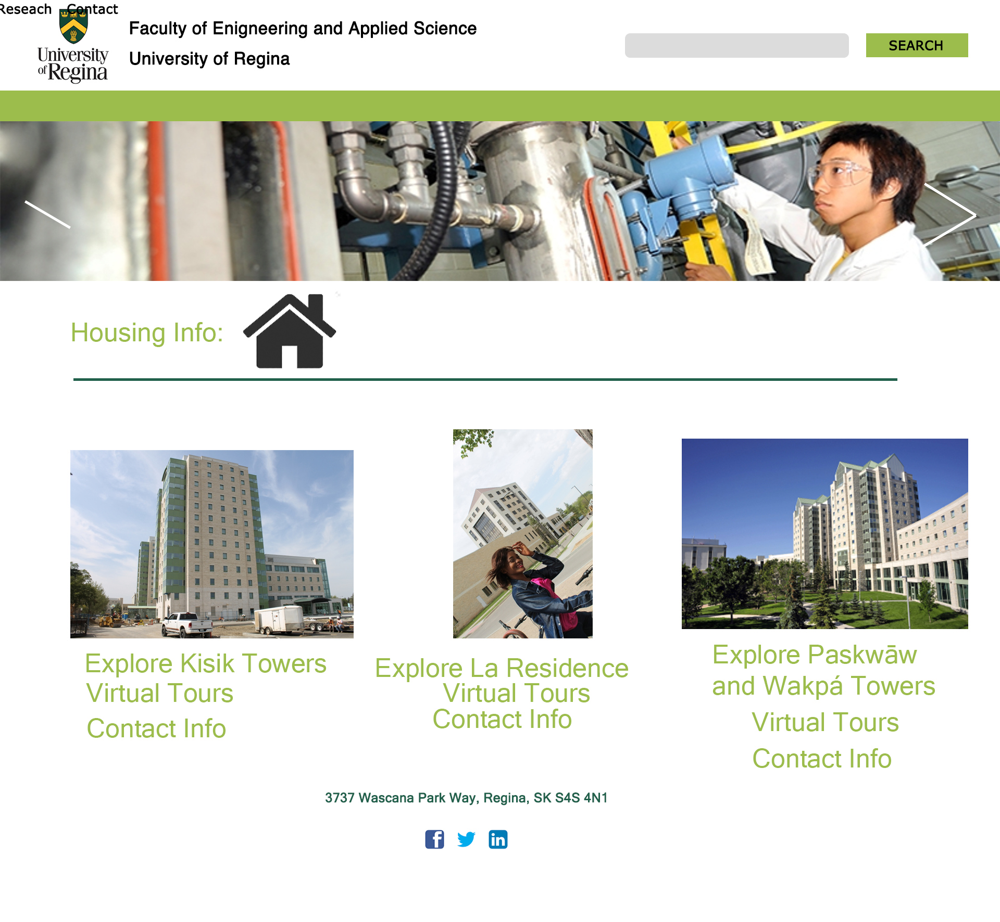 Reseach Contact
University
of Regina
Faculty of Enigneering and Applied Science
University of Regina
SEARCH
Housing Info:
Explore Kisik Towers
Virtual Tours
Contact Info
Explore La Residence
Virtual Tours
Contact Info
Explore Paskwāw
and Wakpá Towers
Virtual Tours
Contact Info
3737 Wascana Park Way, Regina, SK S4S 4N1